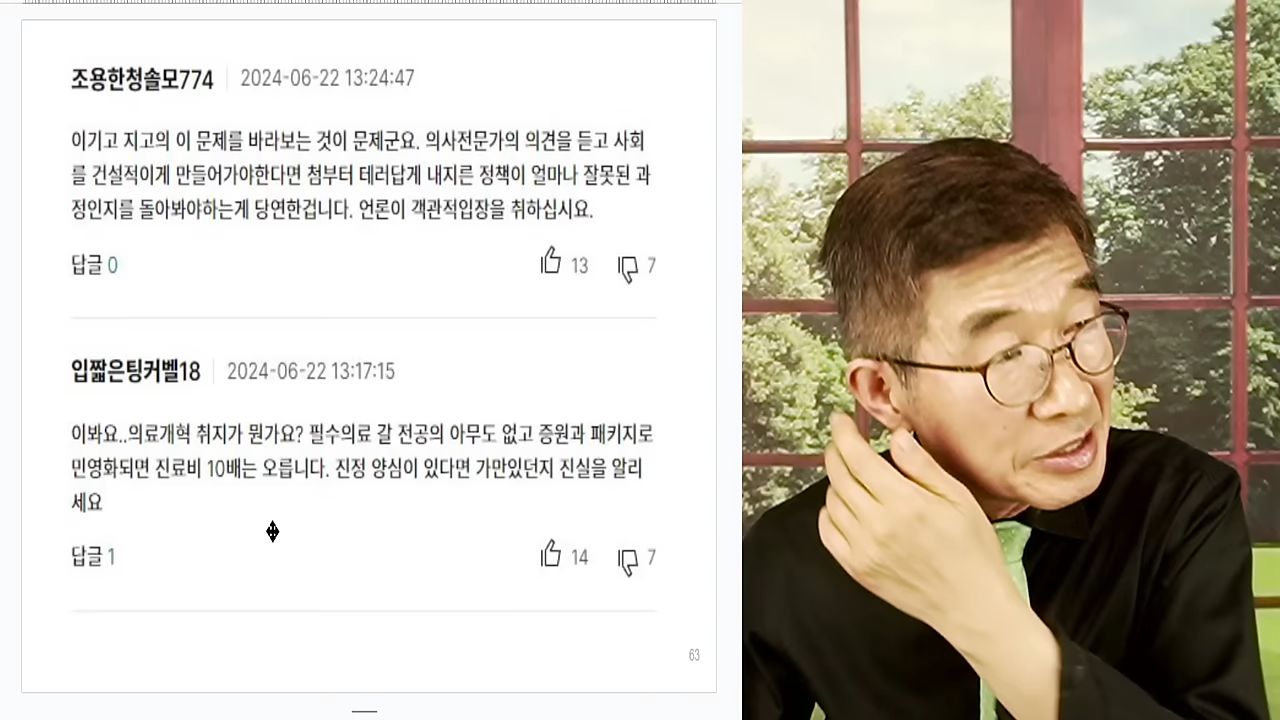 조용한청솔모774 2024-06-22 13:24:47
이기고 지고의 이 문제를 바라보는 것이 문제군요. 의사전문가의 의견을 듣고 사회
를 건설적이게 만들어가야한다면 첨부터 테러답게 내지른 정책이 얼마나 잘못된 과
정인지를 돌아봐야하는게 당연한겁니다. 언론이 객관적입장을 취하십시요.
답글 0 13 7
입짧은팅커벨18 2024-06-22 13:17:15
이봐요..의료개혁 취지가 뭔가요? 필수의료 갈 전공의 아무도 없고 증원과 패키지로
민영화되면 진료비 10배는 오릅니다. 진정 양심이 있다면 가만있던지 진실을 알리
세요
답글 1 14 7
63